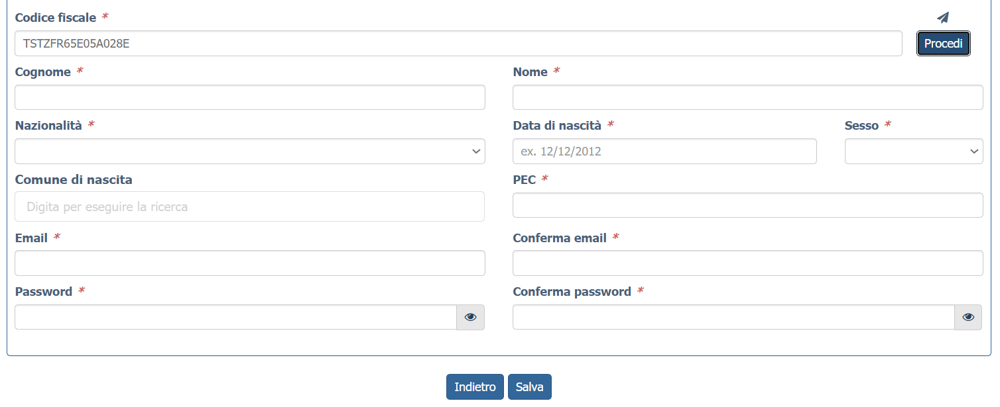 Codice fiscale *
TSTZFR65E05A028E
Procedi
Cognome *
Nome *
Nazionalità *
Data di nascità *
Sesso *
ex. 12/12/2012
Comune di nascita
PEC *
Digita per eseguire la ricerca
Email *
Conferma email *
Password *
Conferma password *
Indietro
Salva